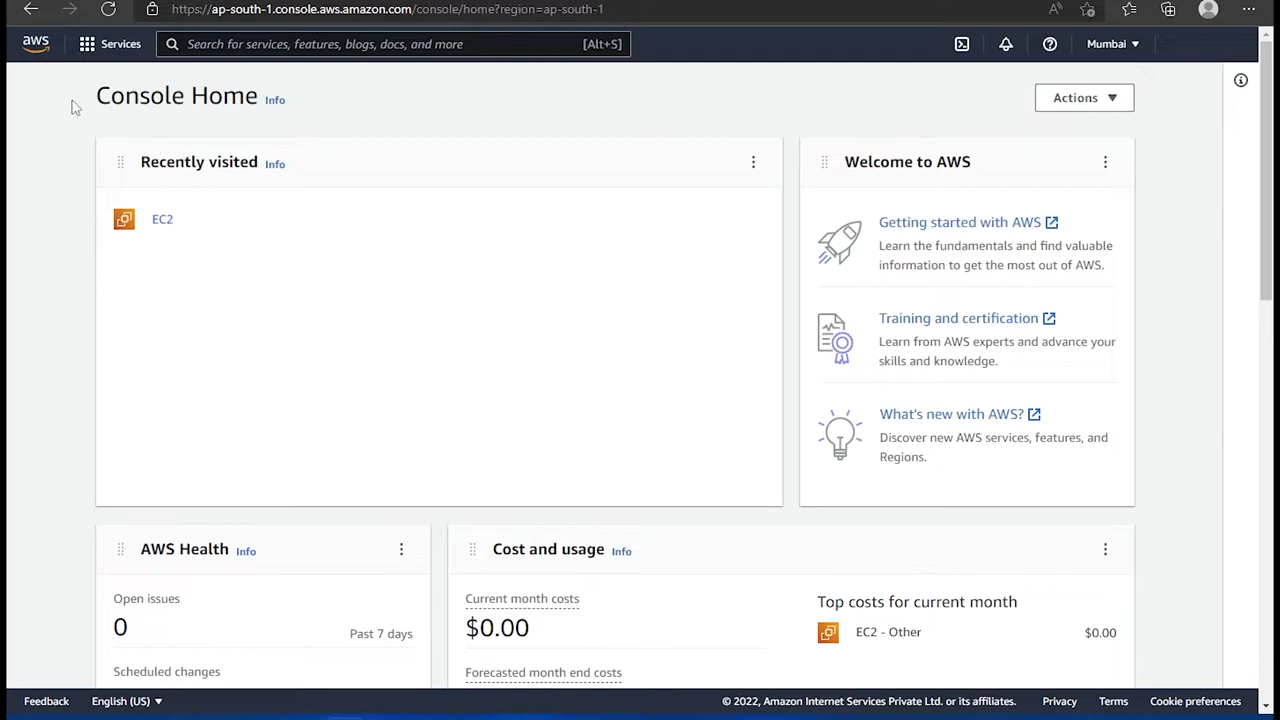 https://ap-south-1.console.aws.amazon.com/console/home?region=ap-south-1
aws
Services
Search for services, features, blogs, docs, and more
[Alt+S]
Mumbai
Console Home Info
Actions
Recently visited Info
EC2
Welcome to AWS
Getting started with AWS
Learn the fundamentals and find valuable
information to get the most out of AWS.
Training and certification
Learn from AWS experts and advance your
skills and knowledge.
What's new with AWS?
Discover new AWS services, features, and
Regions.
AWS Health Info
Open issues
0
Past 7 days
Scheduled changes
Cost and usage Info
Current month costs
$0.00
Forecasted month end costs
Top costs for current month
EC2 - Other $0.00
Feedback English (US) © 2022, Amazon Internet Services Private Ltd. or its affiliates. Privacy Terms Cookie preferences